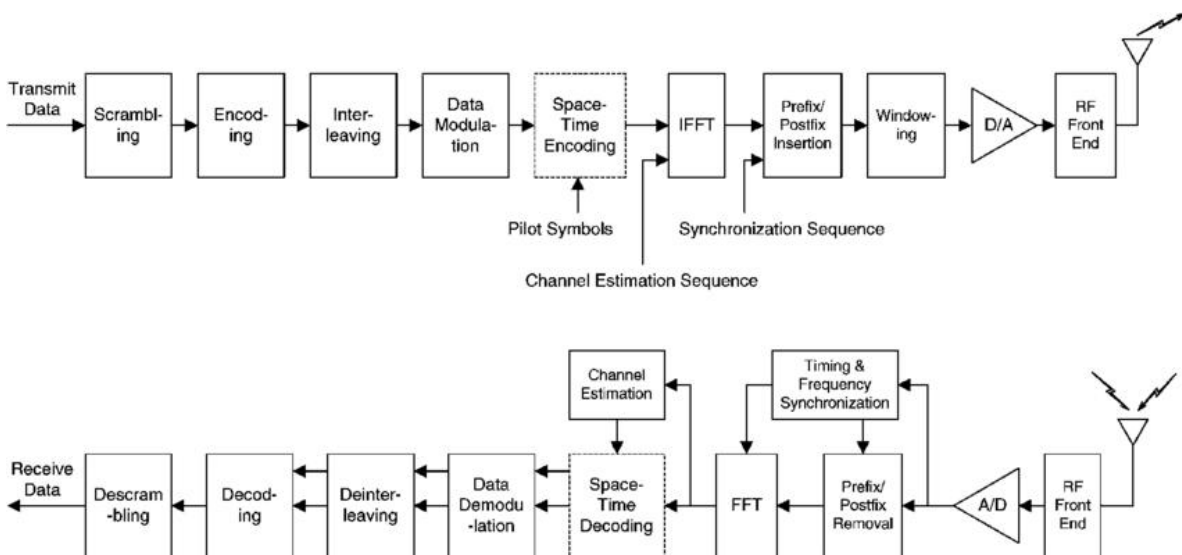 Transmit
Data
Scrambl-
ing
Encod-
ing
Inter-
leaving
Data
Modula-
tion
Space-
Time
Encoding
IFFT
Prefix/
Postfix
Insertion
Window-
ing
D/A
RF
Front
End
Pilot Symbols
Synchronization Sequence
Channel Estimation Sequence
Channel
Estimation
Timing &
Frequency
Synchronization
Receive
Data
Descram
-bling
Decod-
ing
Deinter-
leaving
Data
Demodu
-lation
Space-
Time
Decoding
FFT
Prefix/
Postfix
Removal
A/D
RF
Front
End